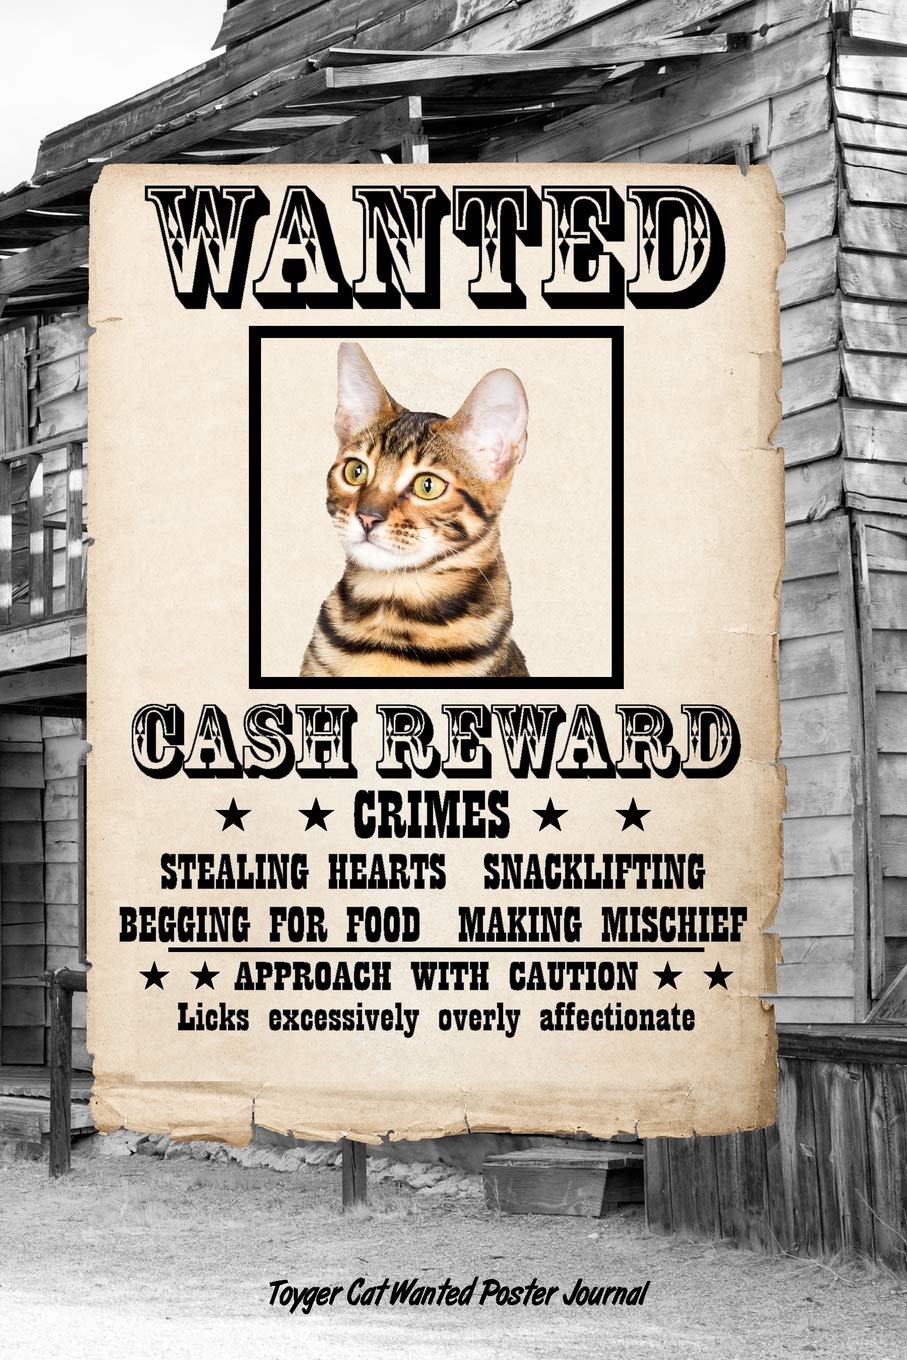 WANTED
CASH REWARD
★ ★ CRIMES ★ ★
STEALING HEARTS SNACKLIFTING
BEGGING FOR FOOD MAKING MISCHIEF
★ ★ APPROACH WITH CAUTION ★ ★
Licks excessively overly affectionate
Toyger Cat Wanted Poster Journal